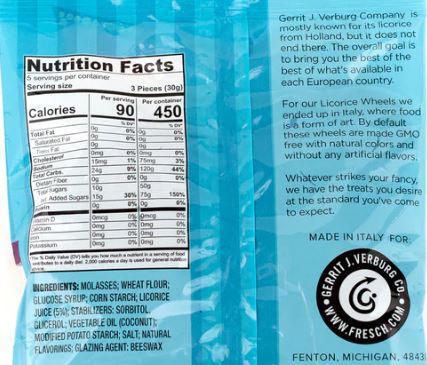 Nutrition Facts
5 servings per container
Serving size 3 Pieces (30g)
Per serving Per container
Calories 90 450
% DV* % DV*
Total Fat 0g 0% 0g 0%
Saturated Fat 0g 0% 0g 0%
Trans Fat 0g 0g
Cholesterol 0mg 0% 0mg 0%
Sodium 15mg 1% 75mg 3%
Total Carbs. 24g 9% 120g 44%
Dietary Fiber 0g 0% 0g 0%
Total Sugars 10g 50g
Added Sugars 15g 30% 75g 150%
0g 0g
0mg 0% 0mg 0%
Calcium 0mg 0% 0mg 0%
0mg 0% 0mg 0%
Potassium 0mg 0% 0mg 0%
*The % Daily Value (DV) tells you how much a nutrient in a serving of food
contributes to a daily diet. 2,000 calories a day is used for general nutrition
advice.
INGREDIENTS: MOLASSES; WHEAT FLOUR;
GLUCOSE SYRUP; CORN STARCH; LICORICE
JUICE (5%); STABILIZERS: SORBITOL,
GLICEROL; VEGETABLE OIL (COCONUT);
MODIFIED POTATO STARCH; SALT; NATURAL
FLAVORINGS; GLAZING AGENT: BEESWAX
Gerrit J. Verburg Company is
mostly known for its licorice
from Holland, but it does not
end there. The overall goal is
to bring you the best of the
best of what's available in
each European country.
For our Licorice Wheels we
ended up in Italy, where food
is a form of art. By default
these wheels are made GMO
free with natural colors and
without any artificial flavors.
Whatever strikes your fancy,
we have the treats you desire
at the standard you've come
to expect.
MADE IN ITALY FOR:
GERRIT J. VERBURG CO.
WWW.FRESCH.COM
FENTON, MICHIGAN, 4843